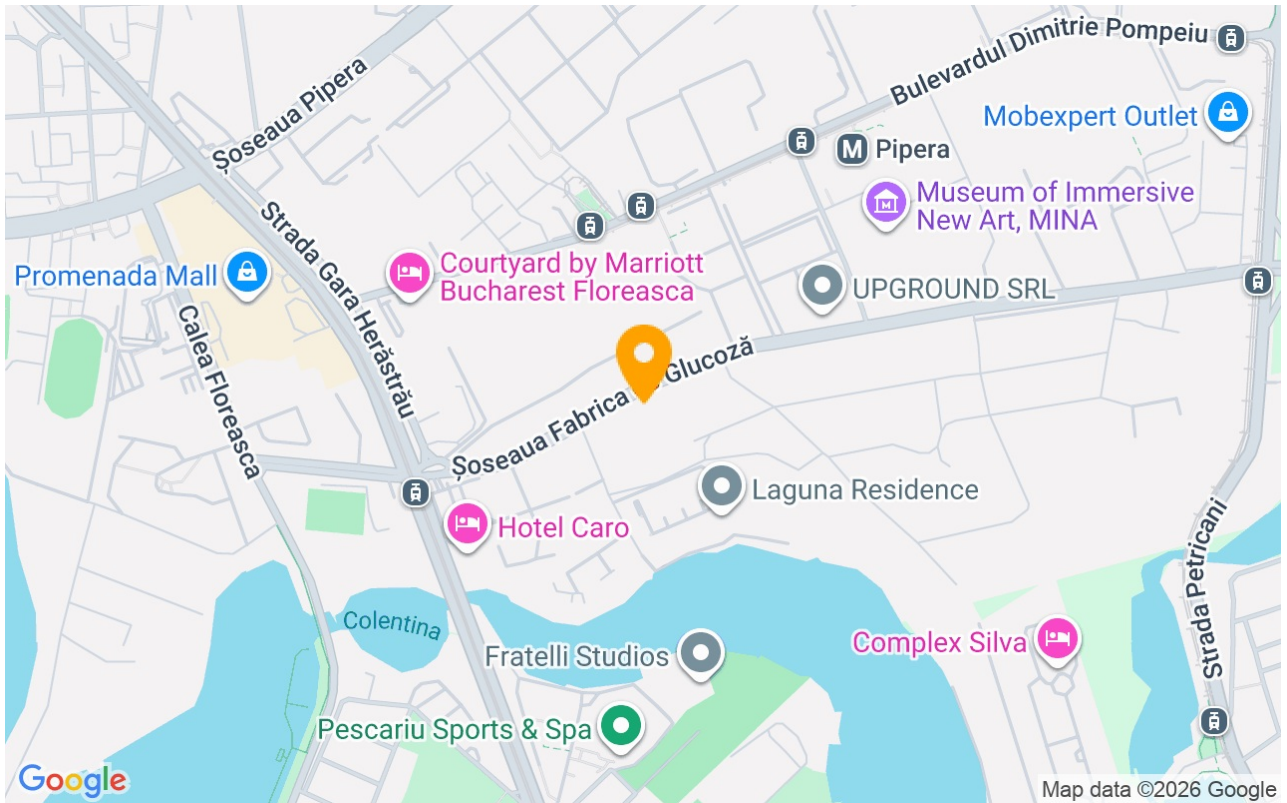 Bulevardul Dimitrie Pompeiu
Șoseaua Pipera
Mobexpert Outlet
M Pipera
Museum of Immersive
New Art, MINA
Strada Gara Herăstrău
Promenada Mall
Courtyard by Marriott
Bucharest Floreasca
UPGROUND SRL
Calea Floreasca
Șoseaua Fabrica
Glucoză
Laguna Residence
Hotel Caro
Strada Petricani
Colentina
Complex Silva
Fratelli Studios
Pescariu Sports & Spa
Google
Map data ©2026 Google